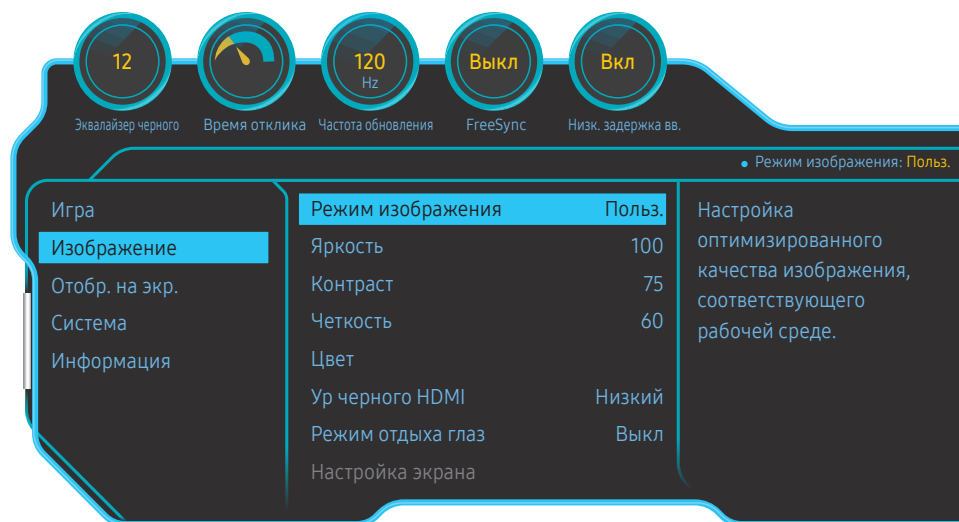 12
120
Hz
Выкл
Вкл
Эквалайзер черного
Время отклика
Частота обновления
FreeSync
Низк. задержка вв.
● Режим изображения: Польз.
Игра
Изображение
Отобр. на экр.
Система
Информация
Режим изображения Польз.
Яркость 100
Контраст 75
Четкость 60
Цвет
Ур черного HDMI Низкий
Режим отдыха глаз Выкл
Настройка экрана
Настройка
оптимизированного
качества изображения,
соответствующего
рабочей среде.